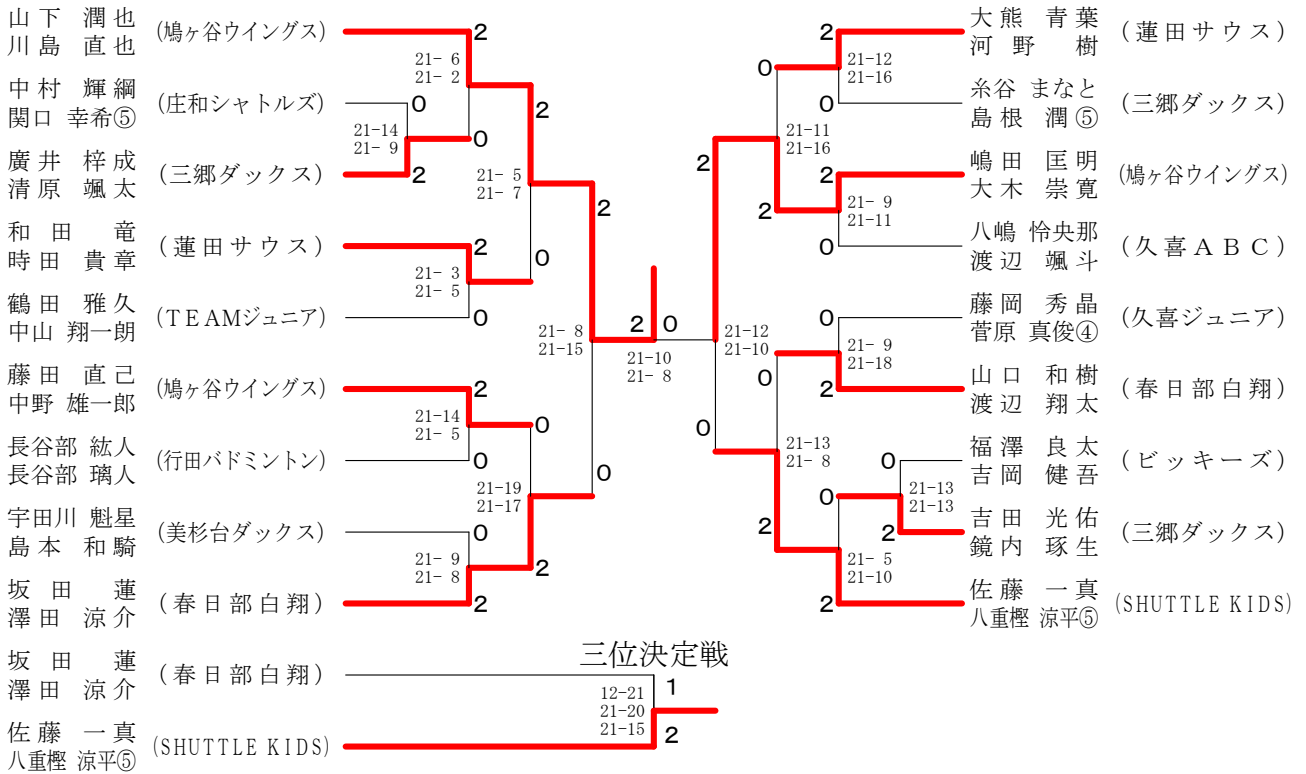 山下 潤也
川島 直也
(鳩ヶ谷ウイングス)
2
21- 6
21- 2
中村 輝綱
関口 幸希⑤
(庄和シャトルズ)
0
21-14
21- 9
0
廣井 梓成
清原 颯太
(三郷ダックス)
2
2
21- 5
21- 7
和田 竜
時田 貴章
(蓮田サウス)
2
21- 3
21- 5
0
鶴田 雅久
中山 翔一朗
(TEAMジュニア)
0
2
21- 8
21-15
藤田 直己
中野 雄一郎
(鳩ヶ谷ウイングス)
2
21-14
21- 5
0
長谷部 紘人
長谷部 璃人
(行田バドミントン)
0
21-19
21-17
0
宇田川 魁星
島本 和騎
(美杉台ダックス)
0
21- 9
21- 8
2
坂田 蓮
澤田 涼介
(春日部白翔)
2
2
0
21-10
21- 8
大熊 青葉
河野 樹
(蓮田サウス)
2
21-12
21-16
0
糸谷 まなと
島根 潤⑤
(三郷ダックス)
0
21-11
21-16
2
嶋田 匡明
大木 崇寛
(鳩ヶ谷ウイングス)
2
21- 9
21-11
2
八嶋 怜央那
渡辺 颯斗
(久喜ABC)
0
21-12
21-10
藤岡 秀晶
菅原 真俊④
(久喜ジュニア)
0
21- 9
21-18
0
山口 和樹
渡辺 翔太
(春日部白翔)
2
0
21-13
21- 8
福澤 良太
吉岡 健吾
(ビッキーズ)
0
21-13
21-13
0
吉田 光佑
鏡内 琢生
(三郷ダックス)
2
2
21- 5
21-10
佐藤 一真
八重樫 涼平⑤
(SHUTTLE KIDS)
2
三位決定戦
坂田 蓮
澤田 涼介
(春日部白翔)
1
12-21
21-20
21-15
佐藤 一真
八重樫 涼平⑤
(SHUTTLE KIDS)
2